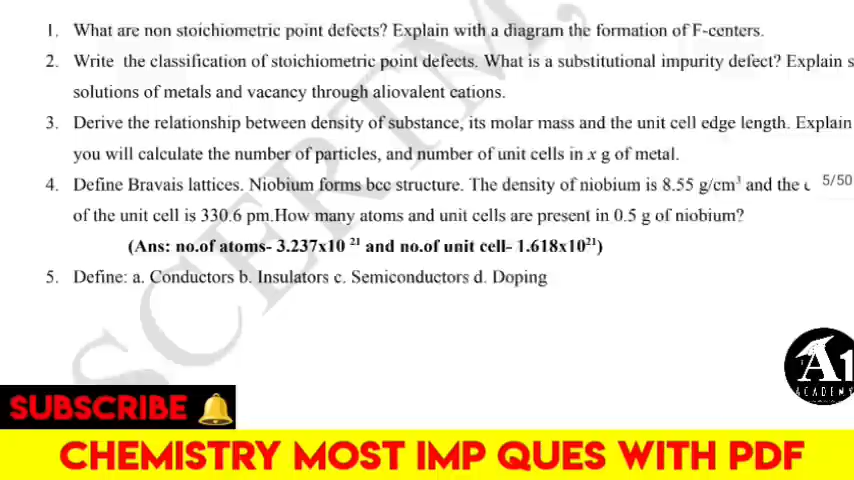 1. What are non stoichiometric point defects? Explain with a diagram the formation of F-centers.
2. Write the classification of stoichiometric point defects. What is a substitutional impurity defect? Explain s
solutions of metals and vacancy through aliovalent cations.
3. Derive the relationship between density of substance, its molar mass and the unit cell edge length. Explain
you will calculate the number of particles, and number of unit cells in x g of metal.
4. Define Bravais lattices. Niobium forms bcc structure. The density of niobium is 8.55 g/cm³ and the
5/50
of the unit cell is 330.6 pm.How many atoms and unit cells are present in 0.5 g of niobium?
(Ans: no.of atoms- 3.237x10 ²¹ and no.of unit cell- 1.618x10²¹)
5. Define: a. Conductors b. Insulators c. Semiconductors d. Doping
SCERTM,
A1
ACADEMY
SUBSCRIBE
CHEMISTRY MOST IMP QUES WITH PDF